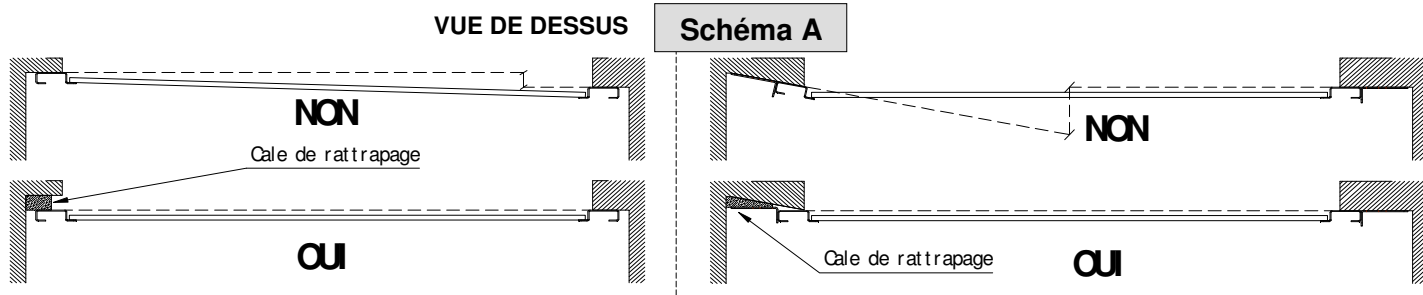 VUE DE DESSUS
Schéma A
NON
NON
Cale de rattrapage
OUI
Cale de rattrapage
OUI